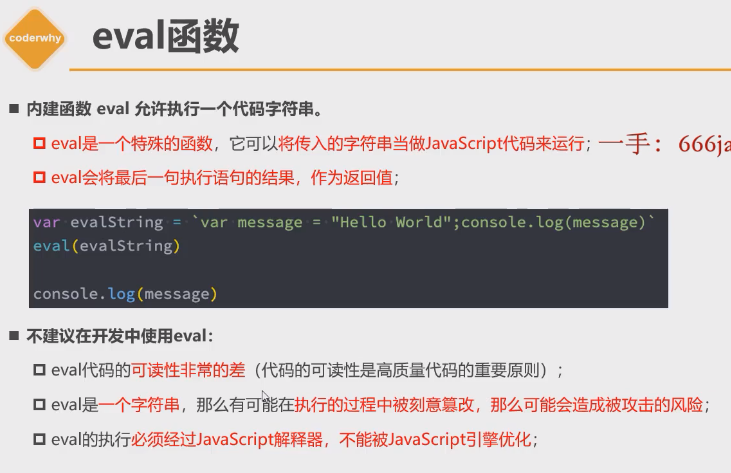 coderwhy
eval函数
内建函数 eval 允许执行一个代码字符串。
eval是一个特殊的函数，它可以将传入的字符串当做JavaScript代码来运行；
一手：666ja
eval会将最后一句执行语句的结果，作为返回值；
var evalString = `var message = "Hello World";console.log(message)`
eval(evalString)
console.log(message)
不建议在开发中使用eval：
eval代码的可读性非常的差（代码的可读性是高质量代码的重要原则）；
eval是一个字符串，那么有可能在执行的过程中被刻意篡改，那么可能会造成被攻击的风险；
eval的执行必须经过JavaScript解释器，不能被JavaScript引擎优化；